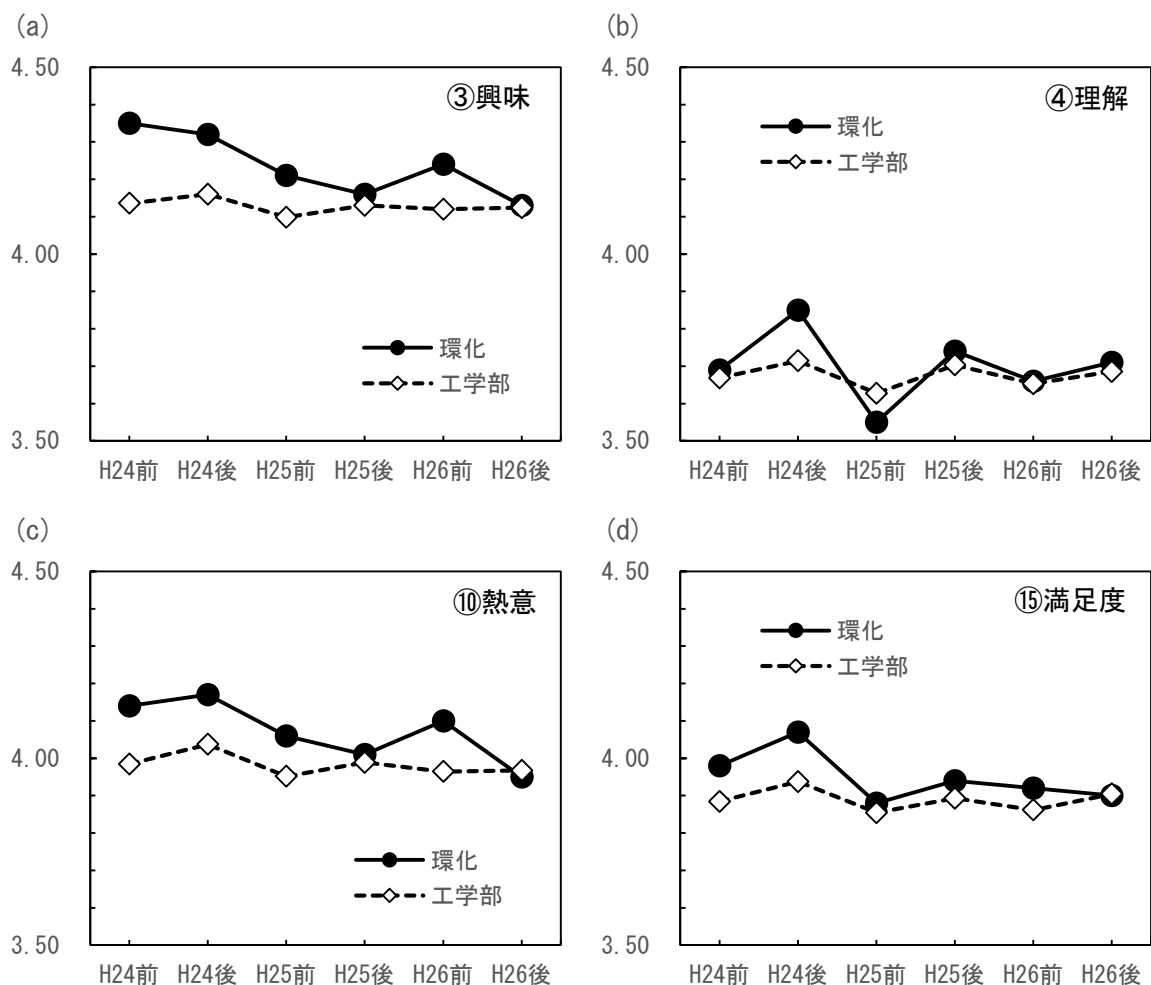 (a)
4.50
③興味
4.00
環化
工学部
3.50
H24前 H24後 H25前 H25後 H26前 H26後
(b)
4.50
④理解
環化
工学部
4.00
3.50
H24前 H24後 H25前 H25後 H26前 H26後
(c)
4.50
⑩熱意
4.00
環化
工学部
3.50
H24前 H24後 H25前 H25後 H26前 H26後
(d)
4.50
⑮満足度
環化
工学部
4.00
3.50
H24前 H24後 H25前 H25後 H26前 H26後